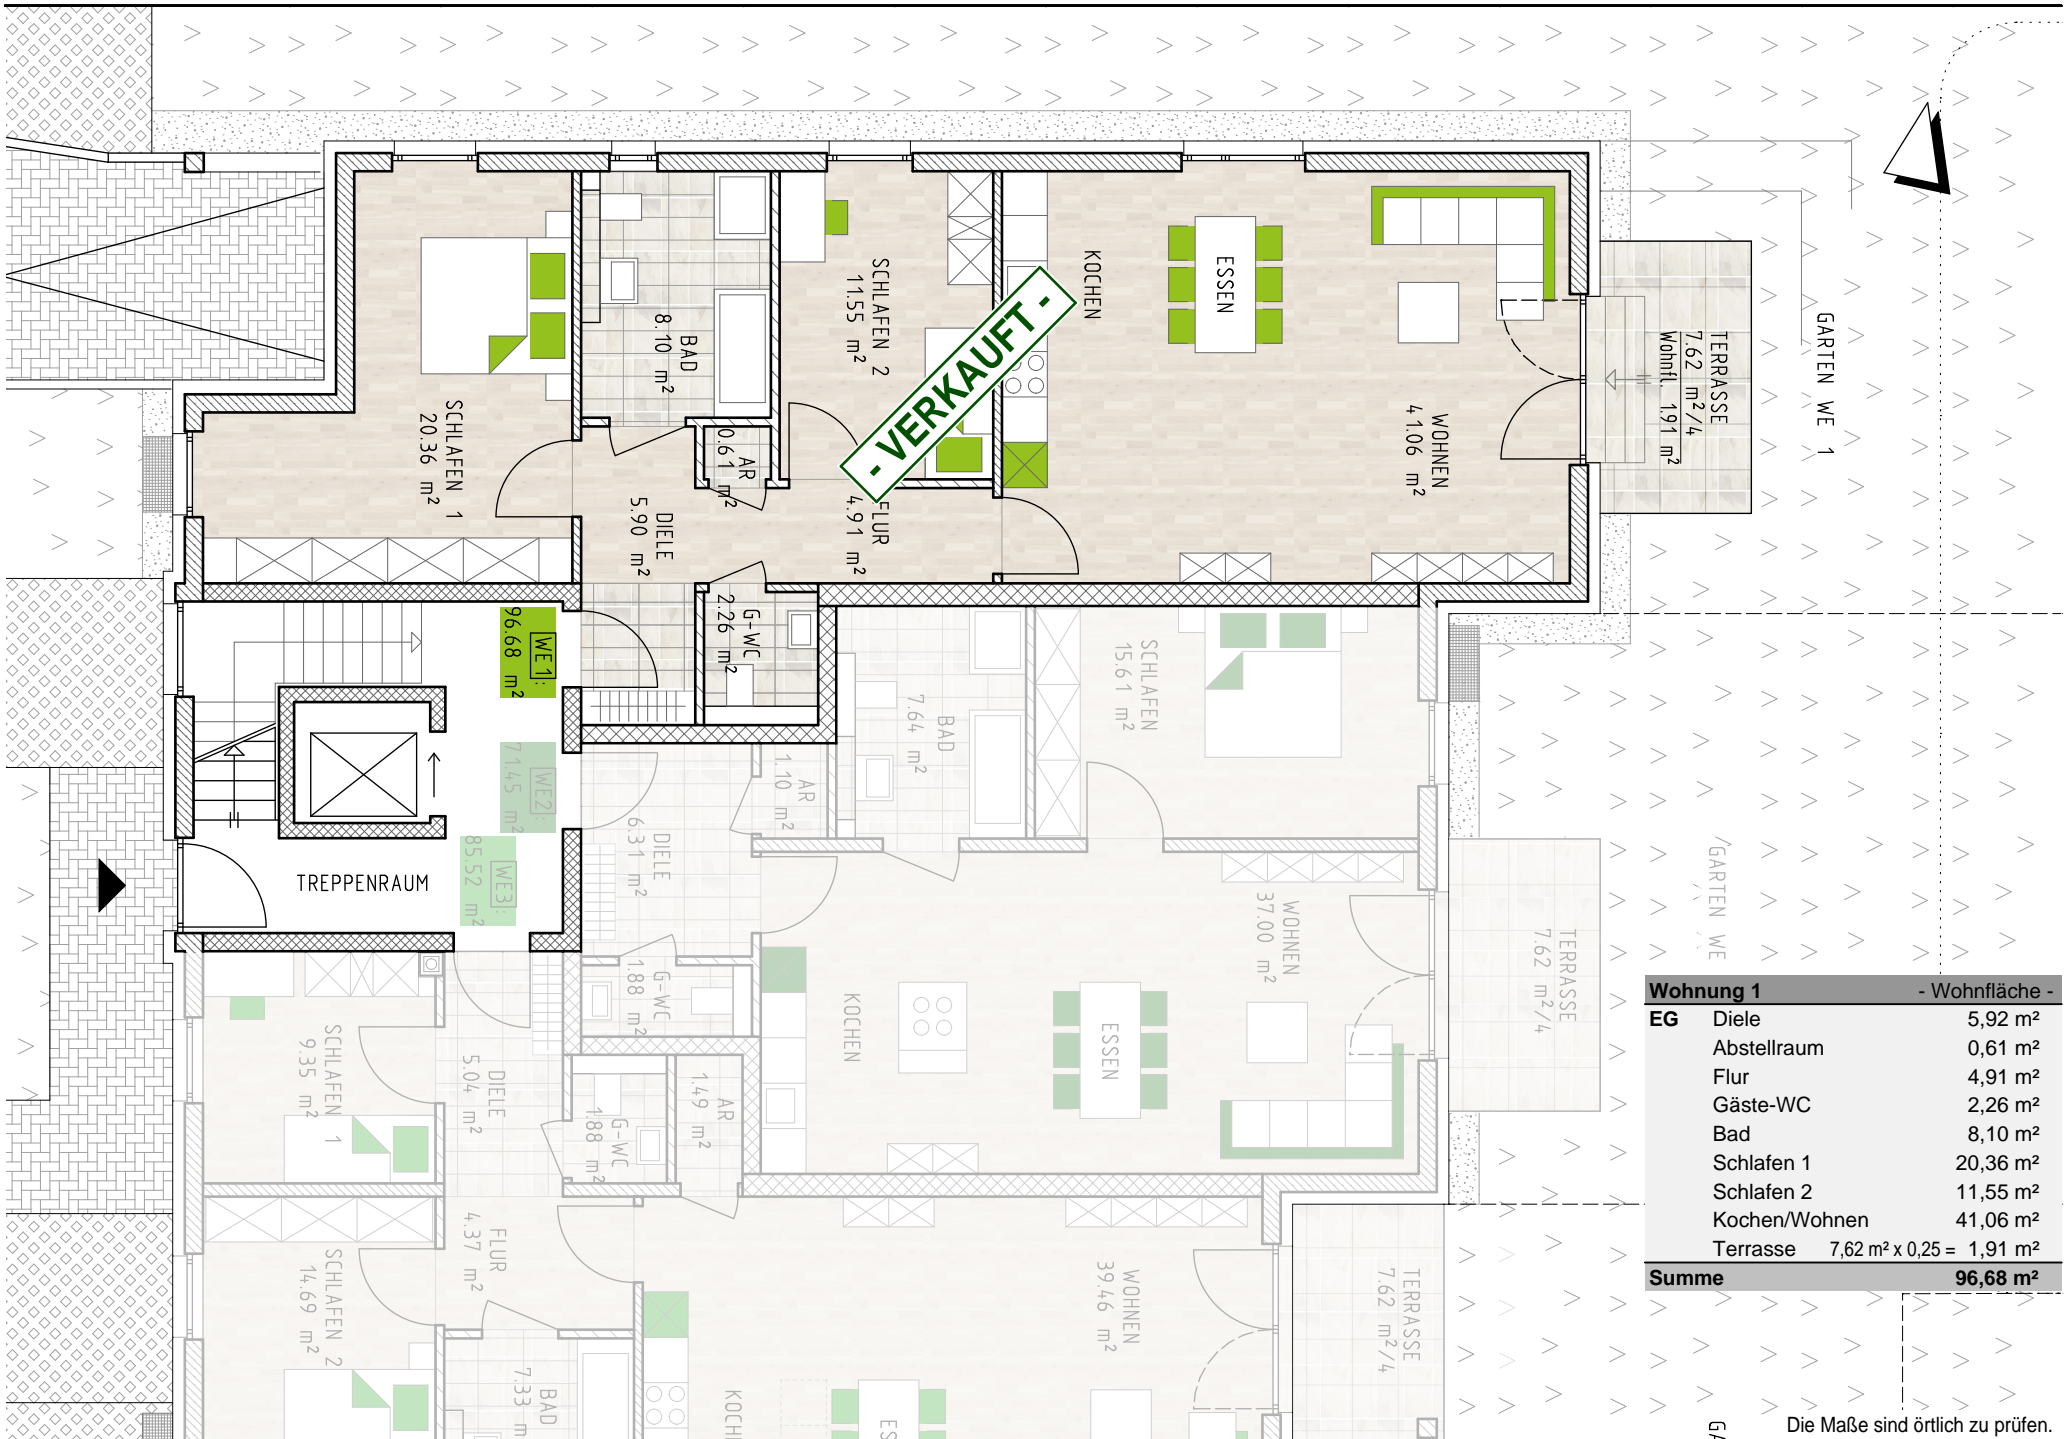 SCHLAFEN 1
20.36 m²
BAD
8.10 m²
SCHLAFEN 2
11.55 m²
- VERKAUFT -
KOCHEN
ESSEN
WOHNEN
41.06 m²
TERRASSE
7.62 m²/4
Wohnfl. 1.91 m²
GARTEN WE 1
AR
0.61 m²
DIELE
5.90 m²
FLUR
4.91 m²
G-WC
2.26 m²
WE 1:
96.68 m²
WE2:
71.45 m²
WE3:
85.52 m²
TREPPENRAUM
SCHLAFEN
15.61 m²
BAD
7.64 m²
AR
1.10 m²
DIELE
6.31 m²
G-WC
1.88 m²
KOCHEN
ESSEN
WOHNEN
37.00 m²
TERRASSE
7.62 m²/4
GARTEN WE
SCHLAFEN 1
9.35 m²
DIELE
5.04 m²
G-WC
1.88 m²
AR
1.49 m²
SCHLAFEN 2
14.69 m²
FLUR
4.37 m²
BAD
7.33 m
KOCH
ES
WOHNEN
39.46 m²
TERRASSE
7.62 m²/4
GA
Wohnung 1 - Wohnfläche -
EG Diele 5,92 m²
Abstellraum 0,61 m²
Flur 4,91 m²
Gäste-WC 2,26 m²
Bad 8,10 m²
Schlafen 1 20,36 m²
Schlafen 2 11,55 m²
Kochen/Wohnen 41,06 m²
Terrasse 7,62 m² x 0,25 = 1,91 m²
Summe 96,68 m²
Die Maße sind örtlich zu prüfen.